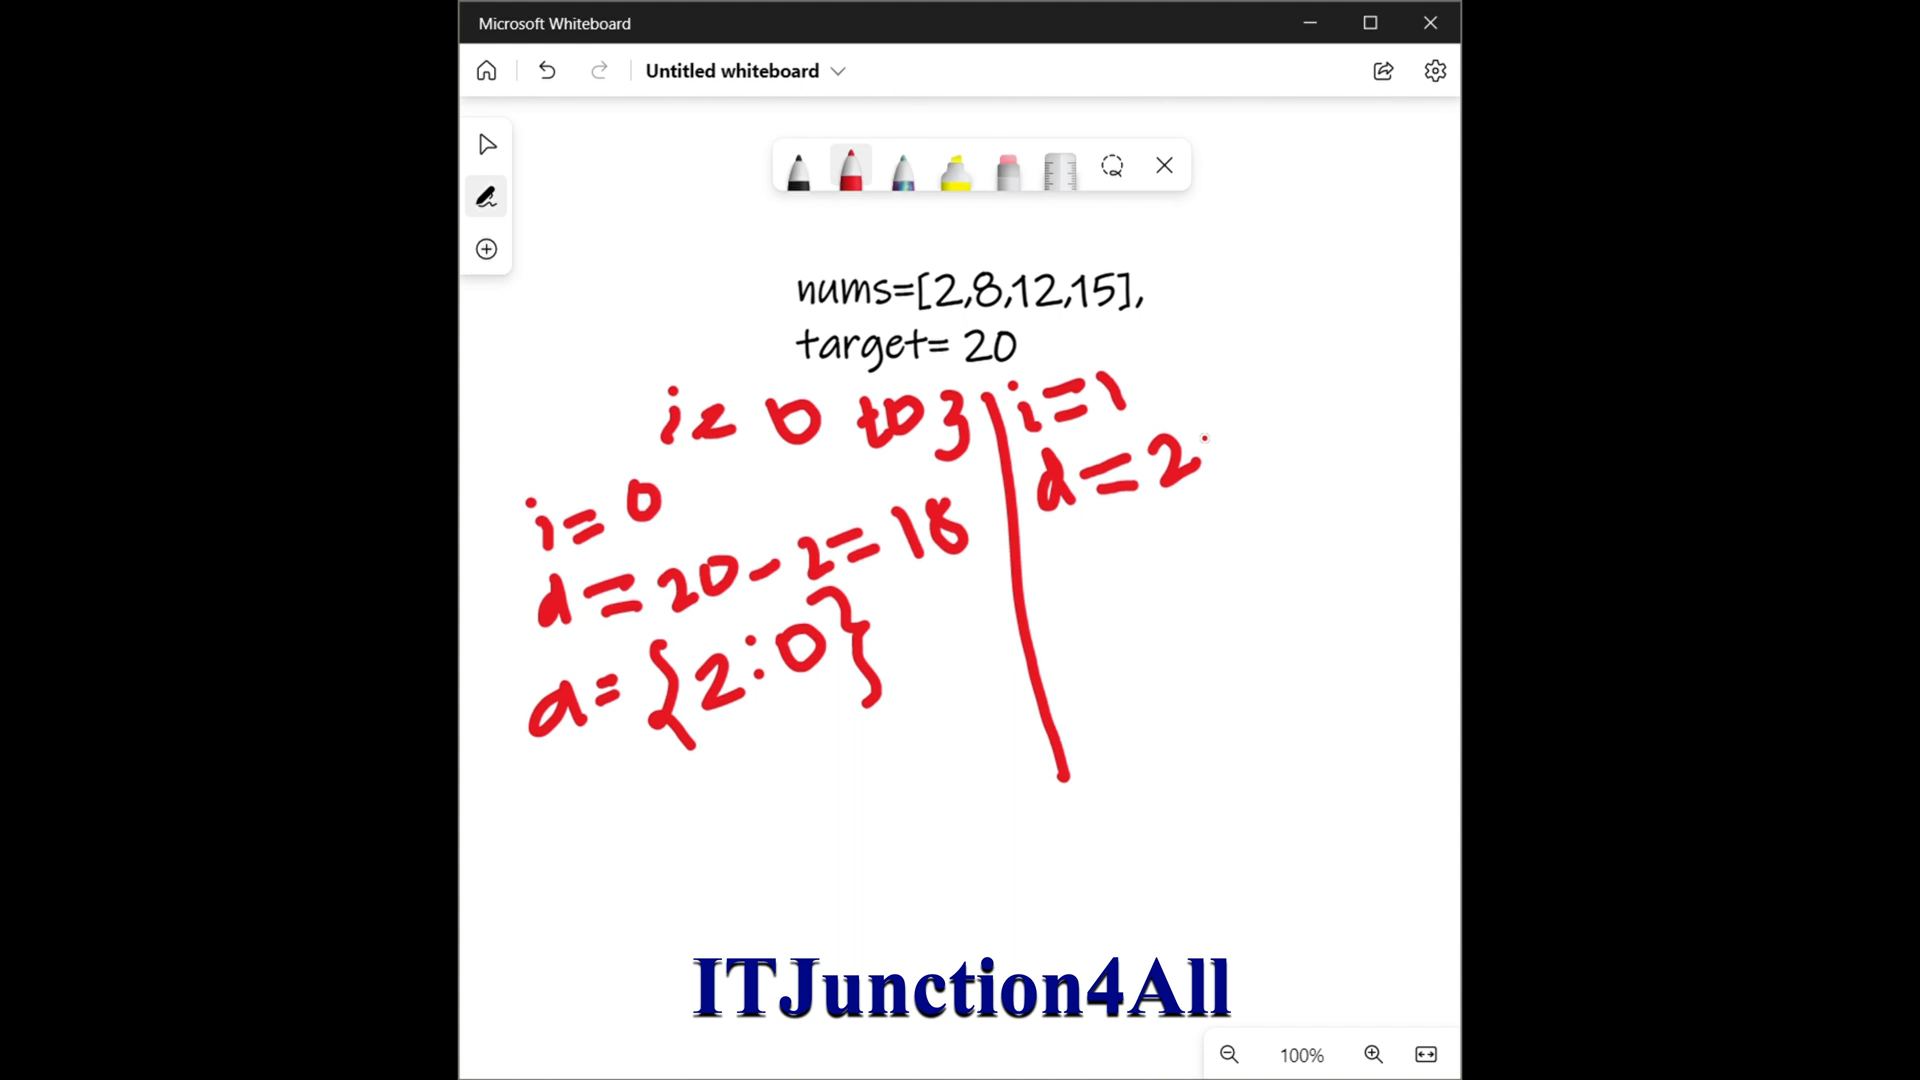 Microsoft Whiteboard
Untitled whiteboard
nums=[2,8,12,15],
target= 20
i= 0 to 3
i=0
d=20-2=18
a={2:0}
i=1
d=2
ITJunction4All
100%